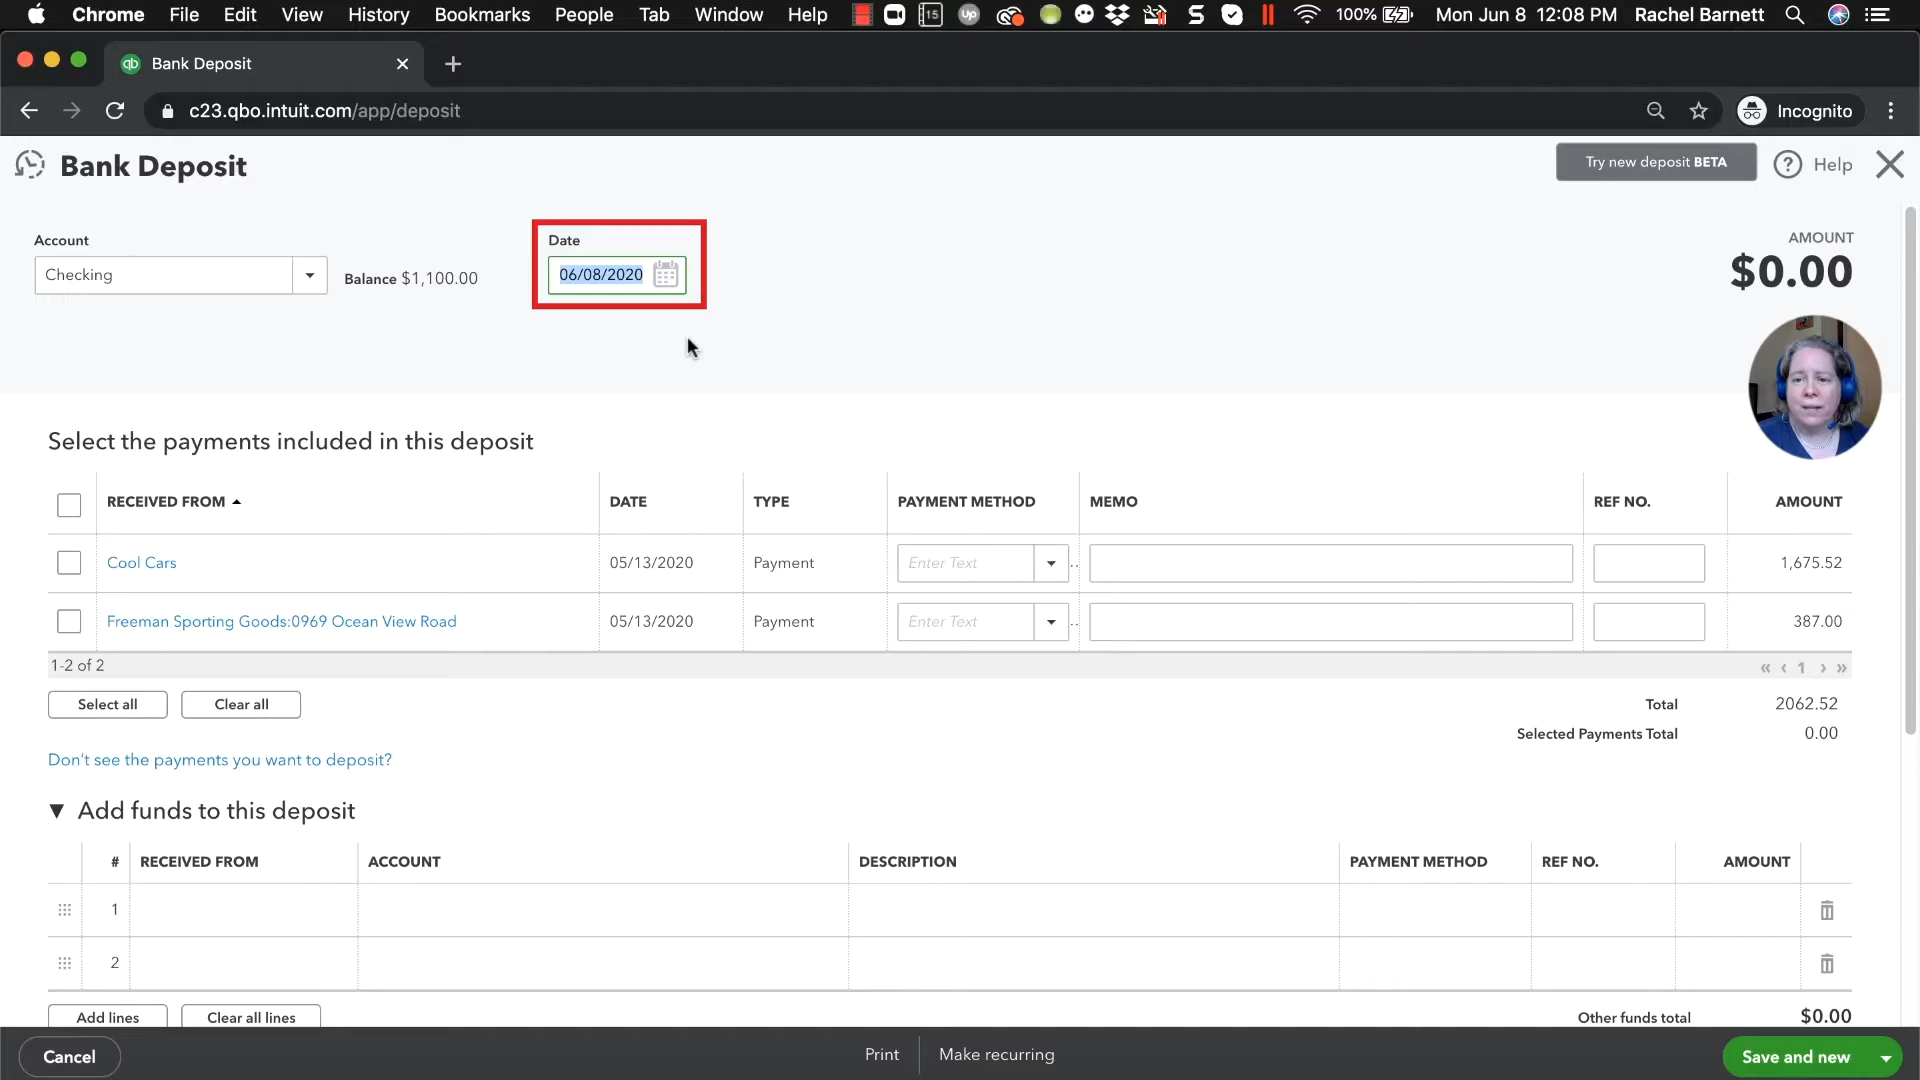 Chrome File Edit View History Bookmarks People Tab Window Help 15 Up 100% Mon Jun 8 12:08 PM Rachel Barnett
qb Bank Deposit
c23.qbo.intuit.com/app/deposit Incognito
Bank Deposit Try new deposit BETA ? Help
Account Date AMOUNT
Checking Balance $1,100.00 06/08/2020 $0.00
Select the payments included in this deposit
RECEIVED FROM DATE TYPE PAYMENT METHOD MEMO REF NO. AMOUNT
Cool Cars 05/13/2020 Payment Enter Text 1,675.52
Freeman Sporting Goods:0969 Ocean View Road 05/13/2020 Payment Enter Text 387.00
1-2 of 2 « ‹ 1 › »
Select all Clear all Total 2062.52
Selected Payments Total 0.00
Don't see the payments you want to deposit?
Add funds to this deposit
# RECEIVED FROM ACCOUNT DESCRIPTION PAYMENT METHOD REF NO. AMOUNT
1
2
Add lines Clear all lines Other funds total $0.00
Cancel Print Make recurring Save and new